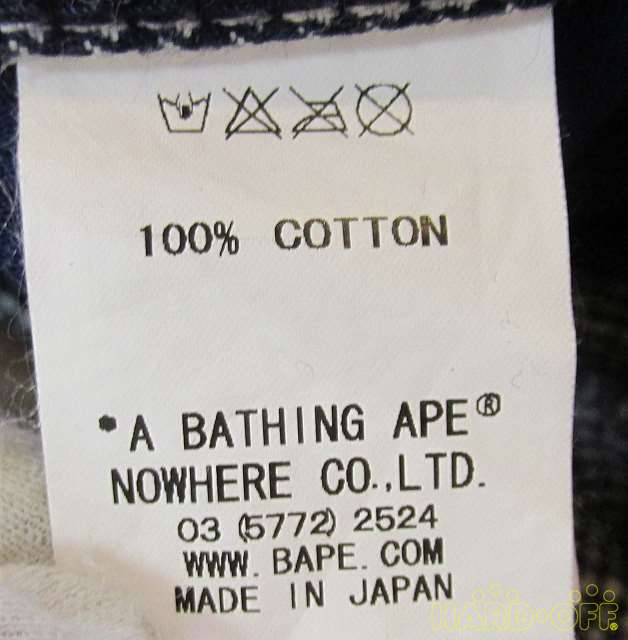 100% COTTON
*A BATHING APE®
NOWHERE CO.,LTD.
03 (5772) 2524
WWW.BAPE.COM
MADE IN JAPAN
HARD-OFF